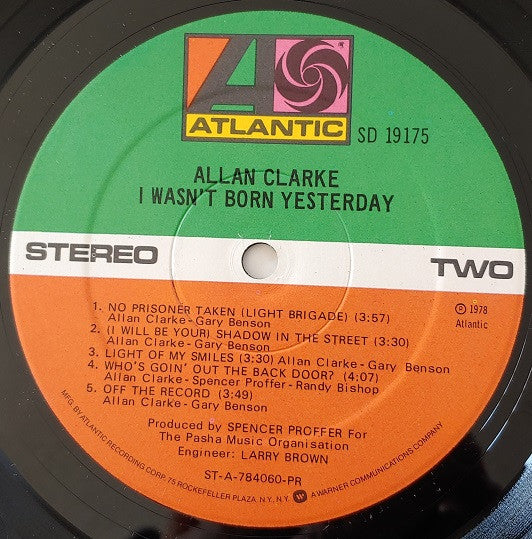 ATLANTIC
SD 19175
ALLAN CLARKE
I WASN'T BORN YESTERDAY
STEREO
TWO
1. NO PRISONER TAKEN (LIGHT BRIGADE) (3:57)
Allan Clarke - Gary Benson
2. (I WILL BE YOUR) SHADOW IN THE STREET (3:30)
Allan Clarke - Gary Benson
3. LIGHT OF MY SMILES (3:30) Allan Clarke - Gary Benson
4. WHO'S GOIN' OUT THE BACK DOOR? (4:07)
Allan Clarke - Spencer Proffer - Randy Bishop
5. OFF THE RECORD (3:49)
Allan Clarke - Gary Benson
℗ 1978
Atlantic
Produced by SPENCER PROFFER For
The Pasha Music Organisation
Engineer: LARRY BROWN
ST-A-784060-PR
MFG. BY ATLANTIC RECORDING CORP. 75 ROCKEFELLER PLAZA, N.Y., N.Y. A WARNER COMMUNICATIONS COMPANY